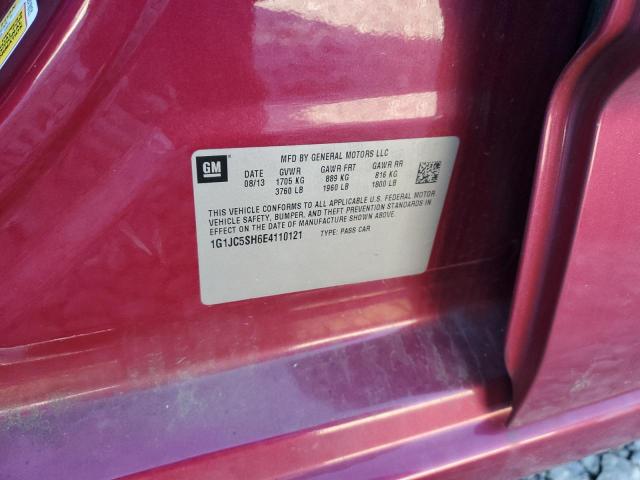 GM
MFD BY GENERAL MOTORS LLC
DATE GVWR GAWR FRT GAWR RR
08/13 1705 KG 889 KG 816 KG
3760 LB 1960 LB 1800 LB
THIS VEHICLE CONFORMS TO ALL APPLICABLE U.S. FEDERAL MOTOR
VEHICLE SAFETY, BUMPER, AND THEFT PREVENTION STANDARDS IN
EFFECT ON THE DATE OF MANUFACTURE SHOWN ABOVE.
1G1JC5SH6E4110121 TYPE: PASS CAR